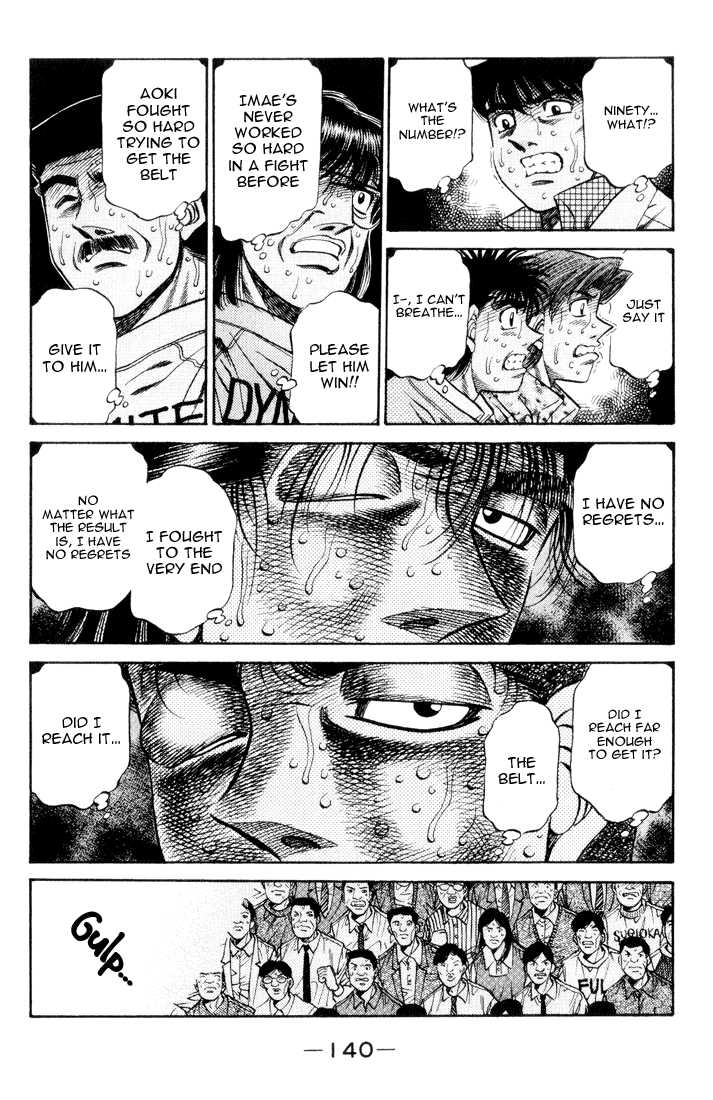 NINETY...
WHAT!?
WHAT'S
THE
NUMBER!?
JUST
SAY IT
I-, I CAN'T
BREATHE...
IMAE'S
NEVER
WORKED
SO HARD
IN A FIGHT
BEFORE
PLEASE
LET HIM
WIN!!
DYN
AOKI
FOUGHT
SO HARD
TRYING TO
GET THE
BELT
GIVE IT
TO HIM...
ITE
I HAVE NO
REGRETS...
I FOUGHT
TO THE
VERY END
NO
MATTER WHAT
THE RESULT
IS, I HAVE
NO REGRETS
DID I
REACH FAR
ENOUGH
TO GET IT?
THE
BELT...
DID I
REACH IT...
Gulp...
FUL
—140—